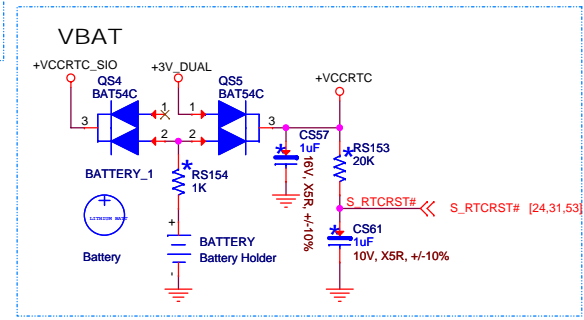 VBAT
+VCCRTC_SIO
+3V_DUAL
+VCCRTC
QS4
BAT54C
QS5
BAT54C
1
1
3
3
2
2
CS57
1uF
16V, X5R, +/-10%
RS153
20K
BATTERY_1
RS154
1K
S_RTCRST#
S_RTCRST# [24,31,53]
LITHIUM BATT
+
CS61
1uF
10V, X5R, +/-10%
BATTERY
Battery Holder
Battery
-